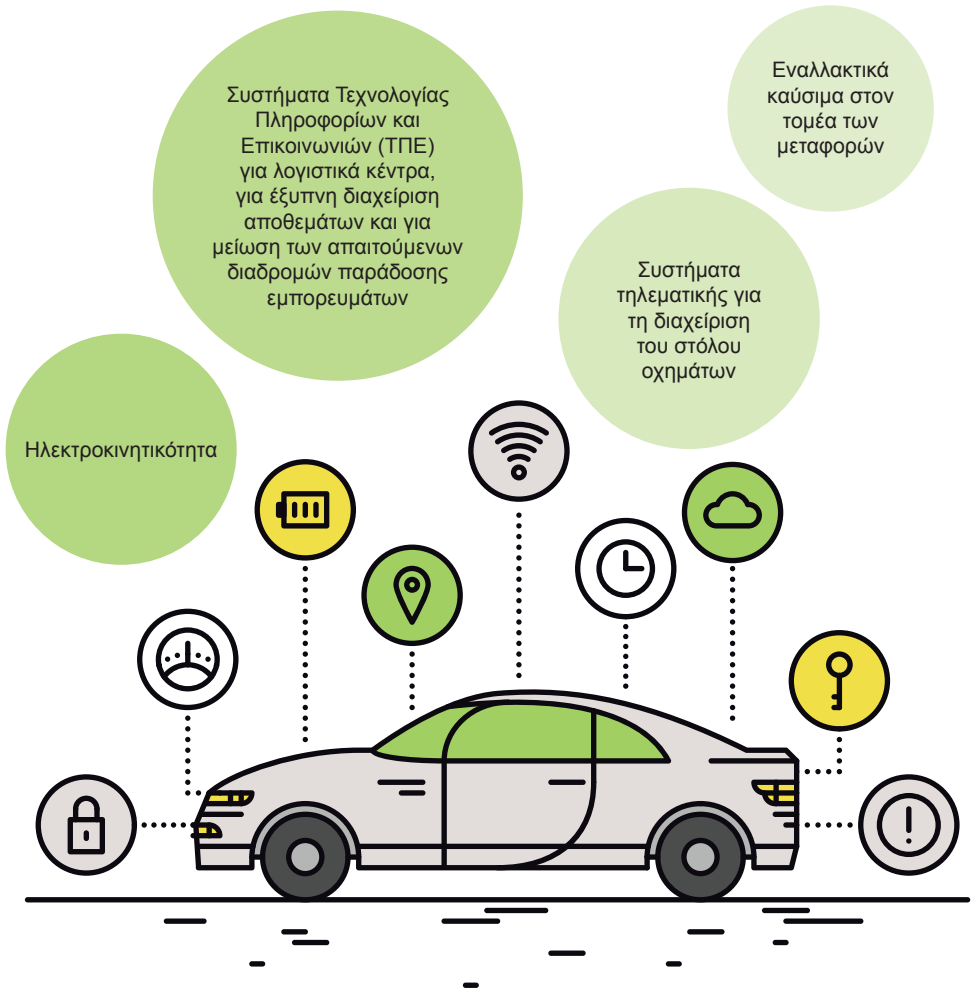 Συστήματα Τεχνολογίας
Πληροφορίων και
Επικοινωνιών (ΤΠΕ)
για λογιστικά κέντρα,
για έξυπνη διαχείριση
αποθεμάτων και για
μείωση των απαιτούμενων
διαδρομών παράδοσης
εμπορευμάτων
Εναλλακτικά
καύσιμα στον
τομέα των
μεταφορών
Συστήματα
τηλεματικής για
τη διαχείριση
του στόλου
οχημάτων
Ηλεκτροκινητικότητα